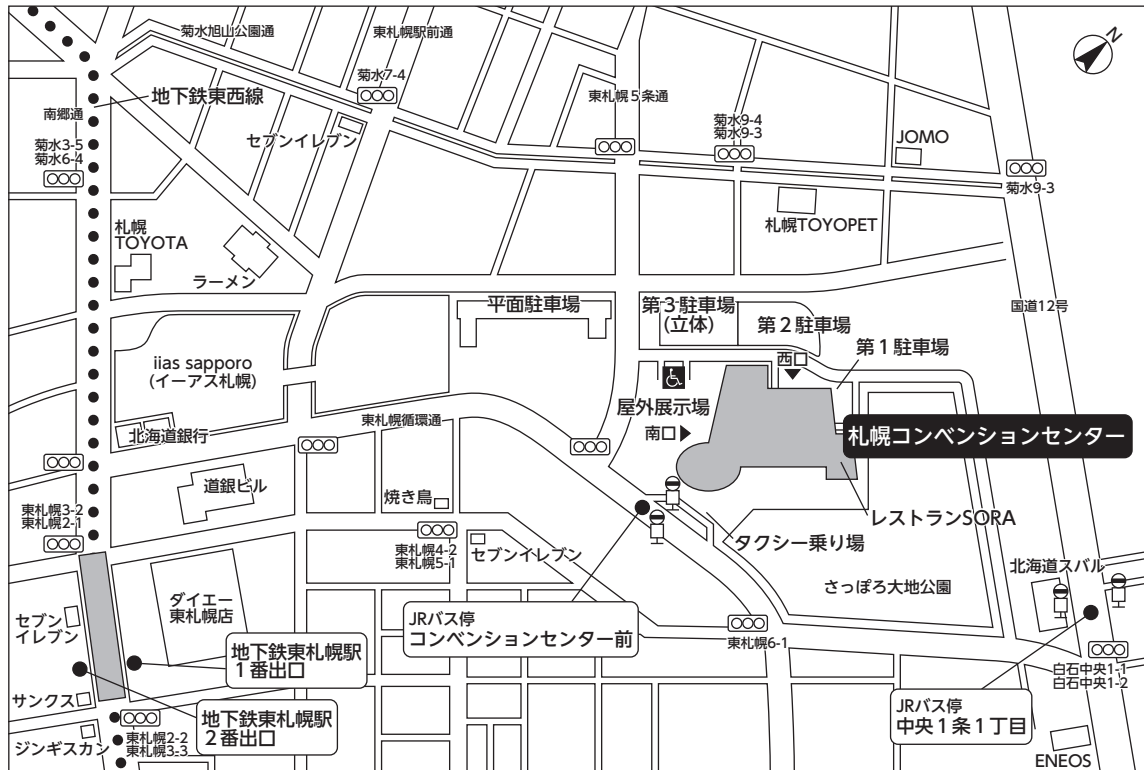 菊水旭山公園通
東札幌駅前通
N
菊水7-4
地下鉄東西線
南郷通
東札幌５条通
菊水9-4
菊水9-3
セブンイレブン
JOMO
菊水3-5
菊水6-4
菊水9-3
札幌
TOYOTA
札幌TOYOPET
ラーメン
平面駐車場
第３駐車場
(立体)
第２駐車場
国道12号
第１駐車場
西口
iias sapporo
(イーアス札幌)
屋外展示場
南口
東札幌循環通
札幌コンベンションセンター
北海道銀行
道銀ビル
焼き鳥
東札幌3-2
東札幌2-1
レストランSORA
東札幌4-2
東札幌5-1
セブンイレブン
タクシー乗り場
北海道スバル
さっぽろ大地公園
ダイエー
東札幌店
セブン
イレブン
JRバス停
コンベンションセンター前
東札幌6-1
地下鉄東札幌駅
１番出口
白石中央1-1
白石中央1-2
サンクス
JRバス停
中央１条１丁目
地下鉄東札幌駅
２番出口
ジンギスカン
東札幌2-2
東札幌3-3
ENEOS